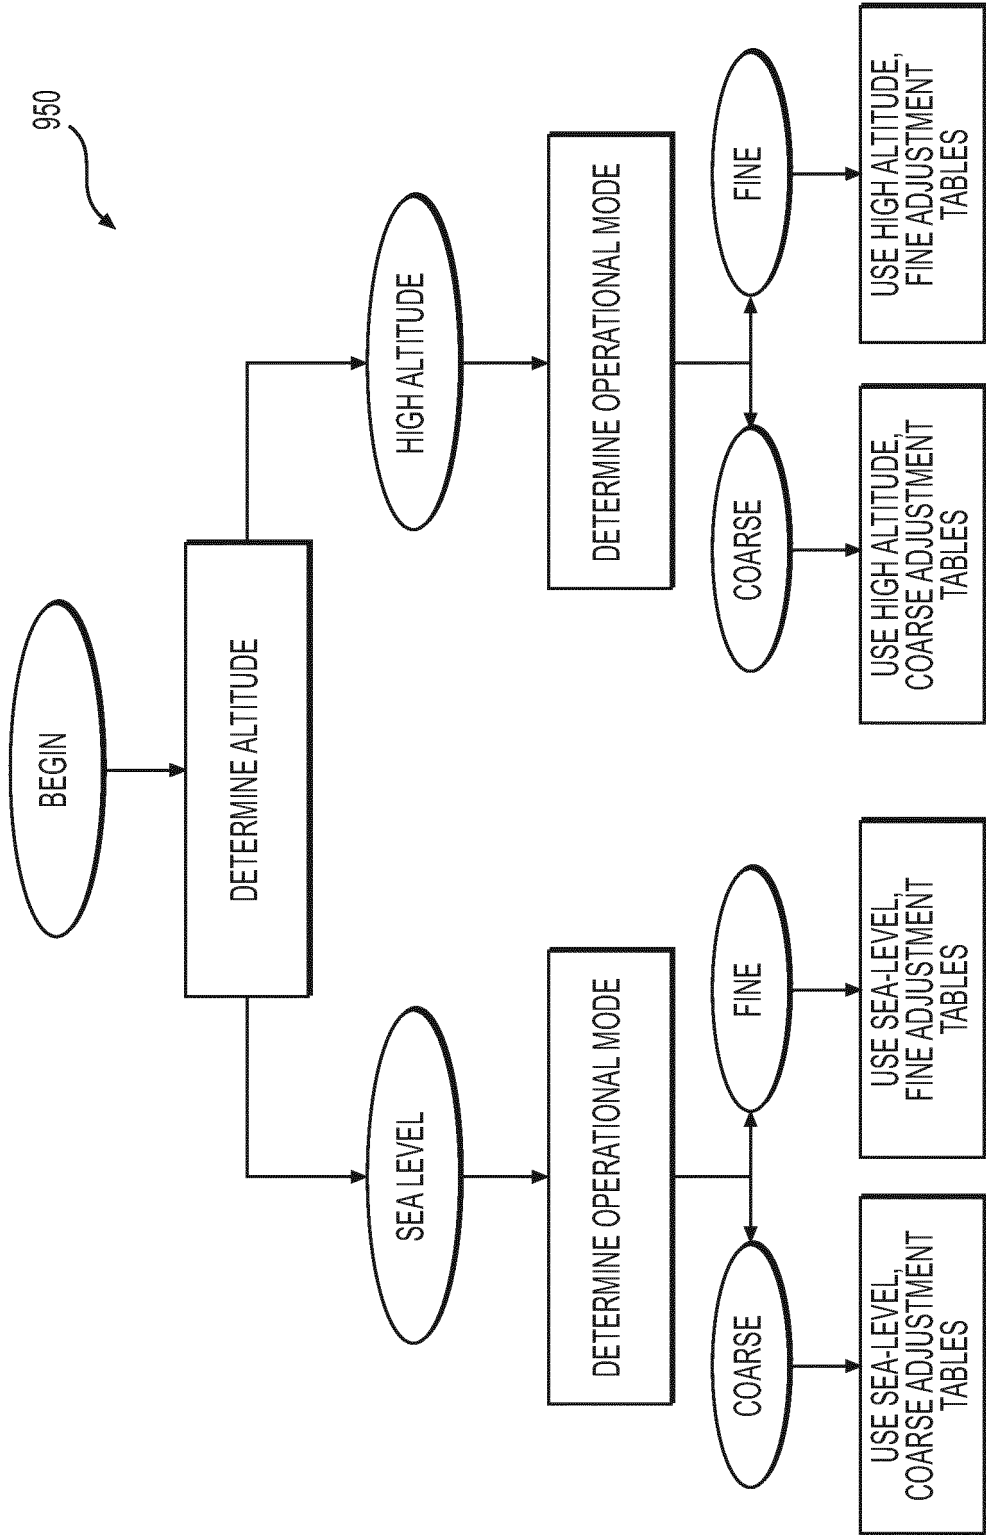 950
BEGIN
DETERMINE ALTITUDE
SEA LEVEL
HIGH ALTITUDE
DETERMINE OPERATIONAL MODE
DETERMINE OPERATIONAL MODE
COARSE
FINE
COARSE
FINE
USE SEA-LEVEL,
COARSE ADJUSTMENT
TABLES
USE SEA-LEVEL,
FINE ADJUSTMENT
TABLES
USE HIGH ALTITUDE,
COARSE ADJUSTMENT
TABLES
USE HIGH ALTITUDE,
FINE ADJUSTMENT
TABLES